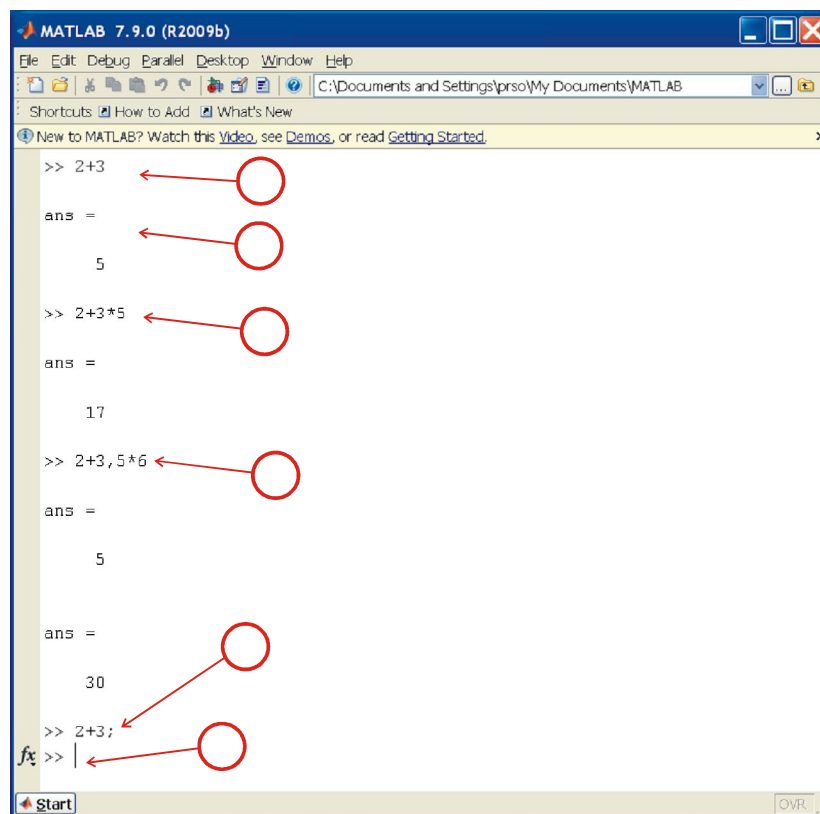 MATLAB 7.9.0 (R2009b)
File Edit Debug Parallel Desktop Window Help
C:\Documents and Settings\prso\My Documents\MATLAB ...
Shortcuts How to Add What's New
New to MATLAB? Watch this Video, see Demos, or read Getting Started.
>> 2+3
ans =
5
>> 2+3*5
ans =
17
>> 2+3,5*6
ans =
5
ans =
30
>> 2+3;
fx >>
Start OVR